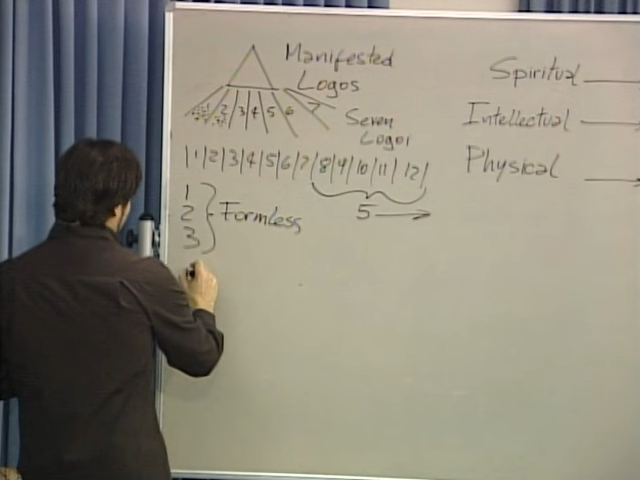 Manifested
Logos
1 2 3 4 5 6 7
Seven
Logoi
|1|2|3|4|5|6|7|8|9|10|11|12|
1
2
3
Formless
5
Spiritual
Intellectual
Physical